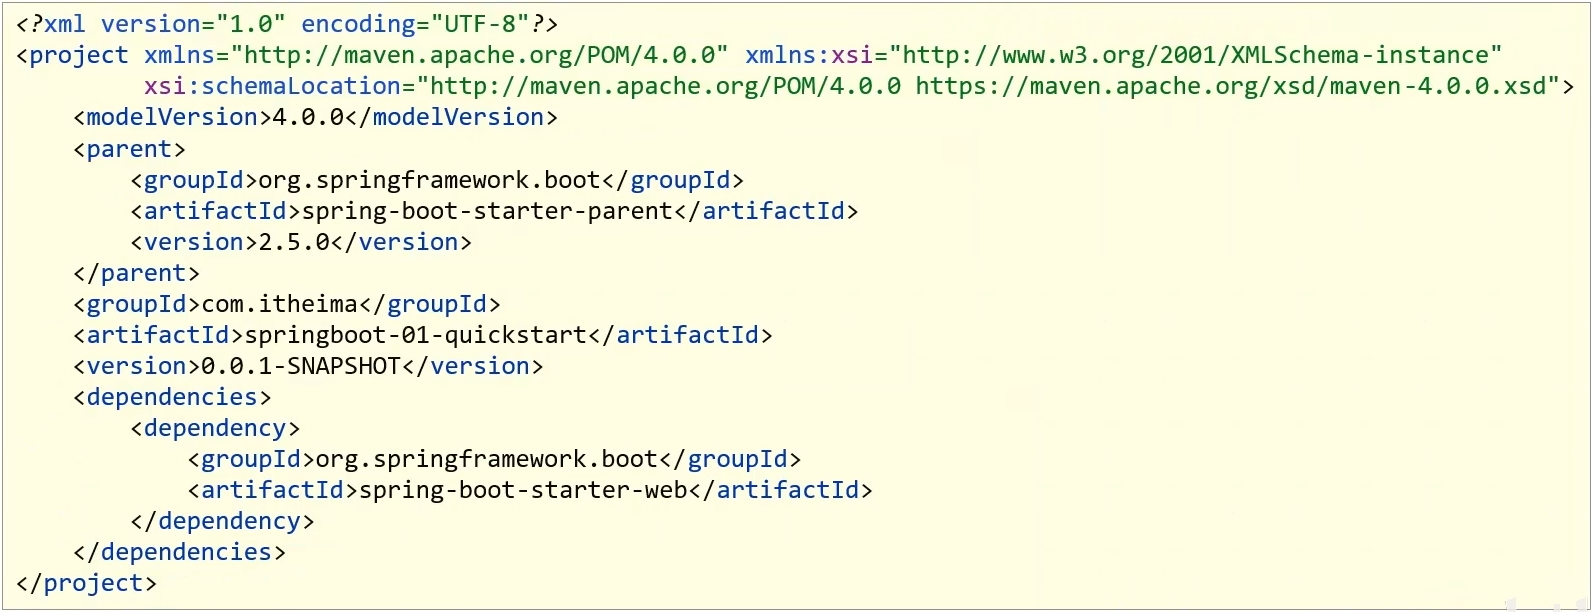 <?xml version="1.0" encoding="UTF-8"?>
<project xmlns="http://maven.apache.org/POM/4.0.0" xmlns:xsi="http://www.w3.org/2001/XMLSchema-instance"
         xsi:schemaLocation="http://maven.apache.org/POM/4.0.0 https://maven.apache.org/xsd/maven-4.0.0.xsd">
    <modelVersion>4.0.0</modelVersion>
    <parent>
        <groupId>org.springframework.boot</groupId>
        <artifactId>spring-boot-starter-parent</artifactId>
        <version>2.5.0</version>
    </parent>
    <groupId>com.itheima</groupId>
    <artifactId>springboot-01-quickstart</artifactId>
    <version>0.0.1-SNAPSHOT</version>
    <dependencies>
        <dependency>
            <groupId>org.springframework.boot</groupId>
            <artifactId>spring-boot-starter-web</artifactId>
        </dependency>
    </dependencies>
</project>